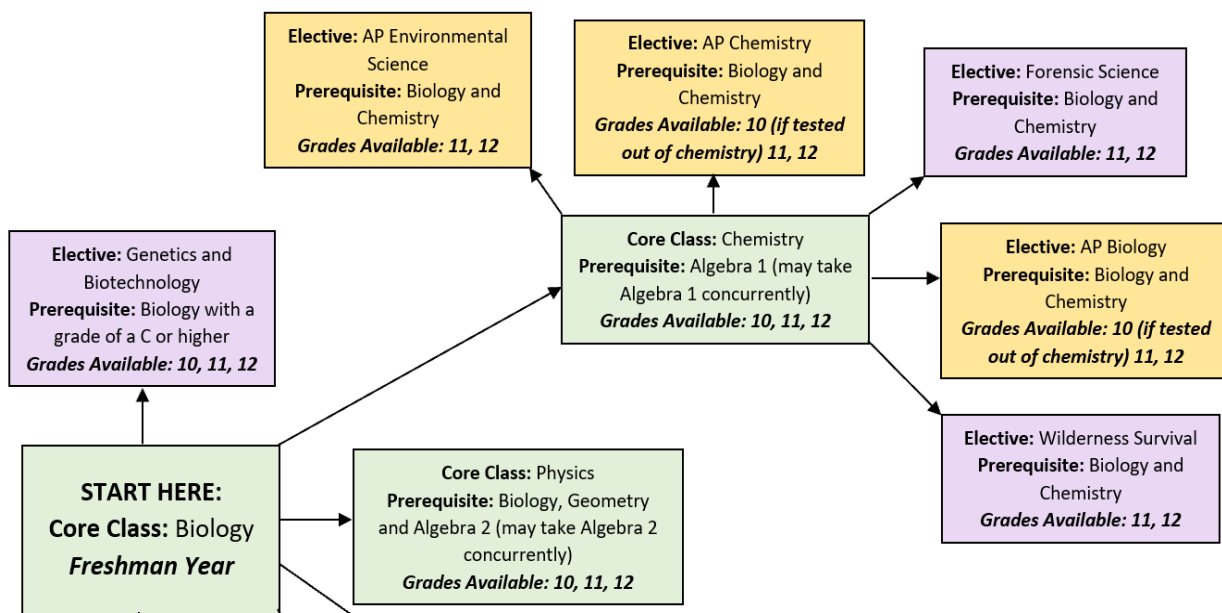 Elective: AP Environmental
Science
Prerequisite: Biology and
Chemistry
Grades Available: 11, 12
Elective: AP Chemistry
Prerequisite: Biology and
Chemistry
Grades Available: 10 (if tested
out of chemistry) 11, 12
Elective: Forensic Science
Prerequisite: Biology and
Chemistry
Grades Available: 11, 12
Elective: Genetics and
Biotechnology
Prerequisite: Biology with a
grade of a C or higher
Grades Available: 10, 11, 12
Core Class: Chemistry
Prerequisite: Algebra 1 (may take
Algebra 1 concurrently)
Grades Available: 10, 11, 12
Elective: AP Biology
Prerequisite: Biology and
Chemistry
Grades Available: 10 (if tested
out of chemistry) 11, 12
START HERE:
Core Class: Biology
Freshman Year
Core Class: Physics
Prerequisite: Biology, Geometry
and Algebra 2 (may take Algebra 2
concurrently)
Grades Available: 10, 11, 12
Elective: Wilderness Survival
Prerequisite: Biology and
Chemistry
Grades Available: 11, 12